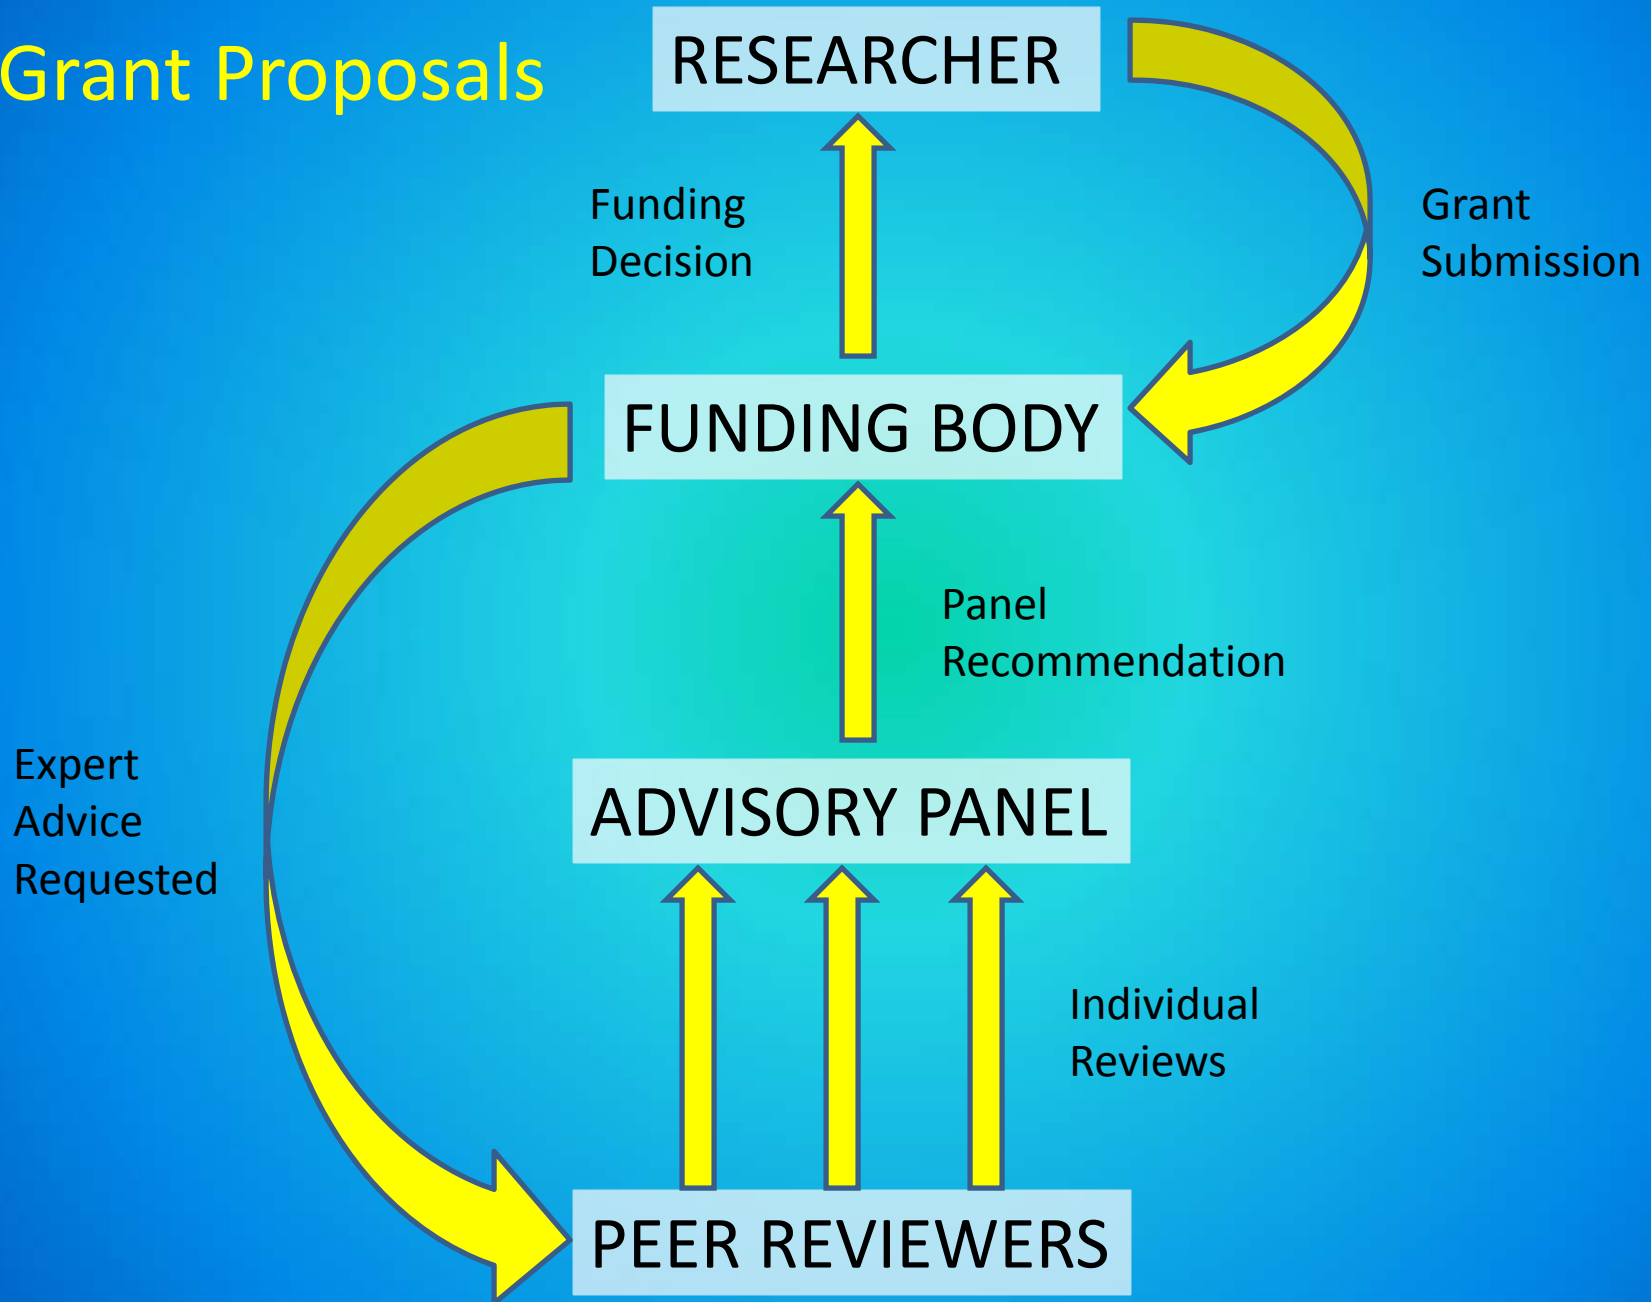 Grant Proposals
RESEARCHER
Funding
Decision
Grant
Submission
FUNDING BODY
Panel
Recommendation
Expert
Advice
Requested
ADVISORY PANEL
Individual
Reviews
PEER REVIEWERS